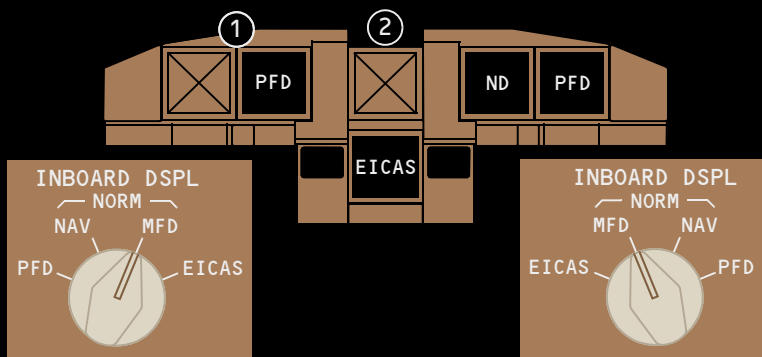 1
2
PFD
ND
PFD
EICAS
INBOARD DSPL
NORM
NAV
MFD
PFD
EICAS
INBOARD DSPL
NORM
MFD
NAV
EICAS
PFD